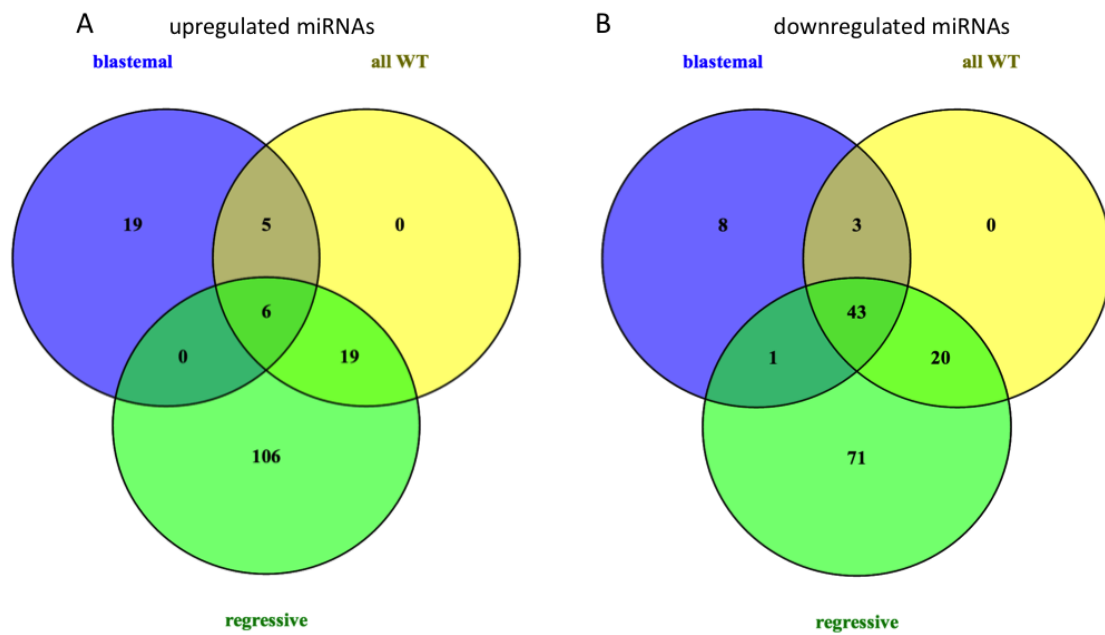 A upregulated miRNAs
blastemal all WT
19 5 0
6
0 19
106
regressive
B downregulated miRNAs
blastemal all WT
8 3 0
43
1 20
71
regressive